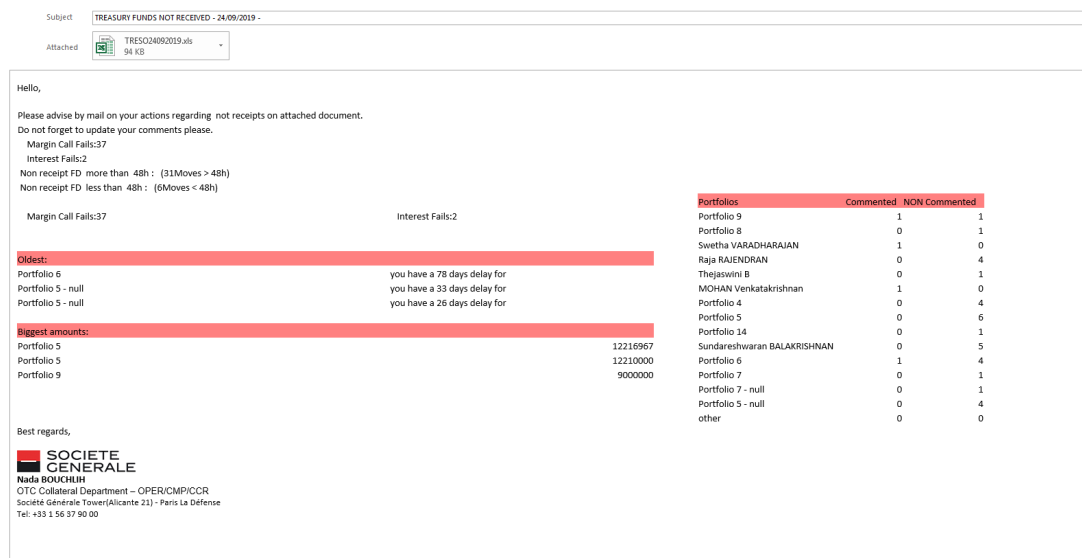 Subject TREASURY FUNDS NOT RECEIVED - 24/09/2019 -
Attached TRESO24092019.xls
94 KB
Hello,
Please advise by mail on your actions regarding  not receipts on attached document.
Do not forget to update your comments please.
Margin Call Fails:37
Interest Fails:2
Non receipt FD  more than  48h :  (31Moves > 48h)
Non receipt FD  less than  48h :  (6Moves < 48h)
Margin Call Fails:37 Interest Fails:2
Oldest:
Portfolio 6 you have a 78 days delay for
Portfolio 5 - null you have a 33 days delay for
Portfolio 5 - null you have a 26 days delay for
Biggest amounts:
Portfolio 5 12216967
Portfolio 5 12210000
Portfolio 9 9000000
Portfolios Commented NON Commented
Portfolio 9 1 1
Portfolio 8 0 1
Swetha VARADHARAJAN 1 0
Raja RAJENDRAN 0 4
Thejaswini B 0 1
MOHAN Venkatakrishnan 1 0
Portfolio 4 0 4
Portfolio 5 0 6
Portfolio 14 0 1
Sundareshwaran BALAKRISHNAN 0 5
Portfolio 6 1 4
Portfolio 7 0 1
Portfolio 7 - null 0 1
Portfolio 5 - null 0 4
other 0 0
Best regards,
SOCIETE
GENERALE
Nada BOUCHLIH
OTC Collateral Department – OPER/CMP/CCR
Société Générale Tower(Alicante 21) - Paris La Défense
Tel: +33 1 56 37 90 00